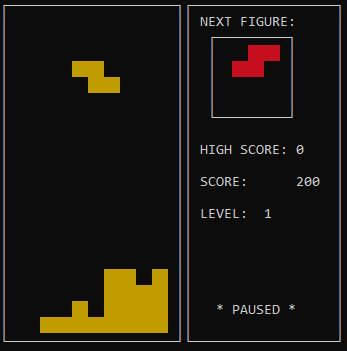 NEXT FIGURE:
HIGH SCORE: 0
SCORE: 200
LEVEL: 1
* PAUSED *